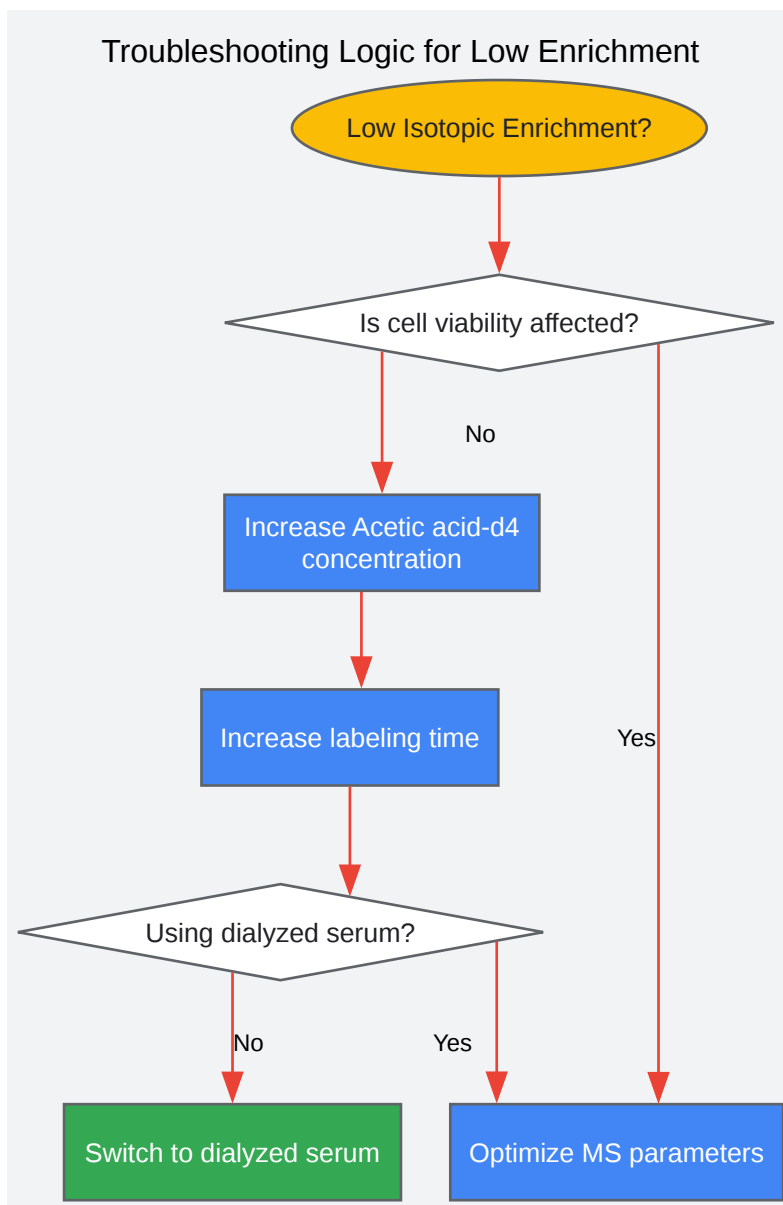 Troubleshooting Logic for Low Enrichment
Low Isotopic Enrichment?
Is cell viability affected?
No
Increase Acetic acid-d4
concentration
Increase labeling time
Yes
Using dialyzed serum?
No
Yes
Switch to dialyzed serum
Optimize MS parameters